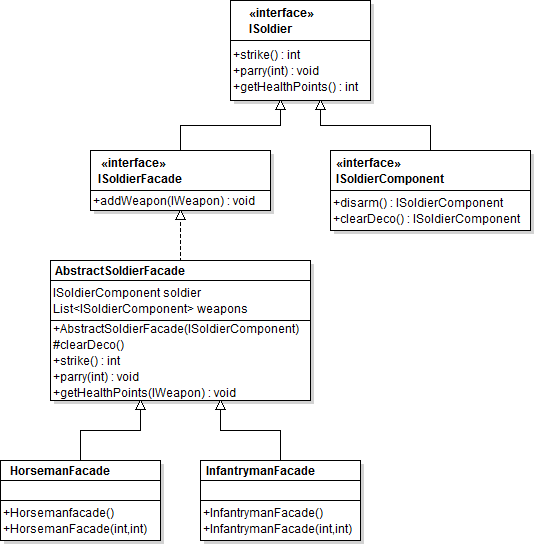 «interface»
ISoldier
+strike() : int
+parry(int) : void
+getHealthPoints() : int
«interface»
ISoldierFacade
+addWeapon(IWeapon) : void
«interface»
ISoldierComponent
+disarm() : ISoldierComponent
+clearDeco() : ISoldierComponent
AbstractSoldierFacade
ISoldierComponent soldier
List<ISoldierComponent> weapons
+AbstractSoldierFacade(ISoldierComponent)
#clearDeco()
+strike() : int
+parry(int) : void
+getHealthPoints(IWeapon) : void
HorsemanFacade
+Horsemanfacade()
+HorsemanFacade(int,int)
InfantrymanFacade
+InfantrymanFacade()
+InfantrymanFacade(int,int)